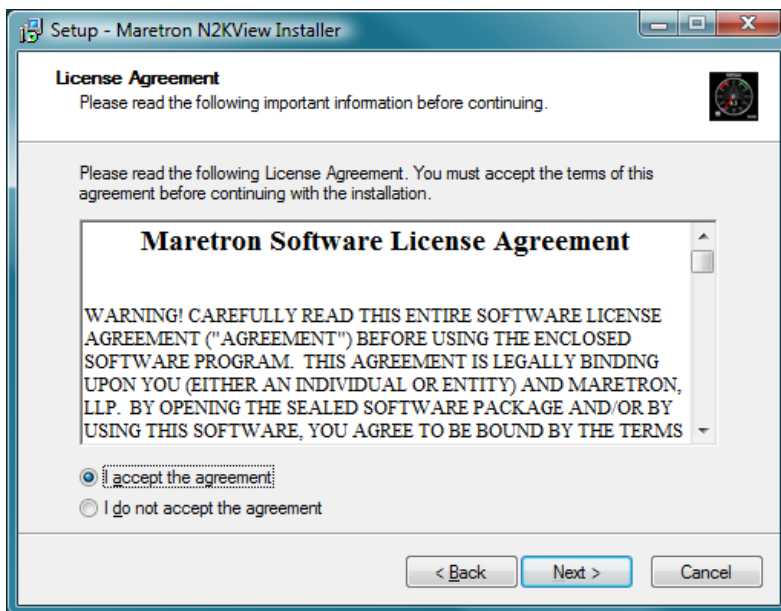 Setup - Maretron N2KView Installer
License Agreement
Please read the following important information before continuing.
Please read the following License Agreement. You must accept the terms of this
agreement before continuing with the installation.
Maretron Software License Agreement
WARNING! CAREFULLY READ THIS ENTIRE SOFTWARE LICENSE
AGREEMENT ("AGREEMENT") BEFORE USING THE ENCLOSED
SOFTWARE PROGRAM. THIS AGREEMENT IS LEGALLY BINDING
UPON YOU (EITHER AN INDIVIDUAL OR ENTITY) AND MARETRON,
LLP. BY OPENING THE SEALED SOFTWARE PACKAGE AND/OR BY
USING THIS SOFTWARE, YOU AGREE TO BE BOUND BY THE TERMS
I accept the agreement
I do not accept the agreement
< Back Next > Cancel